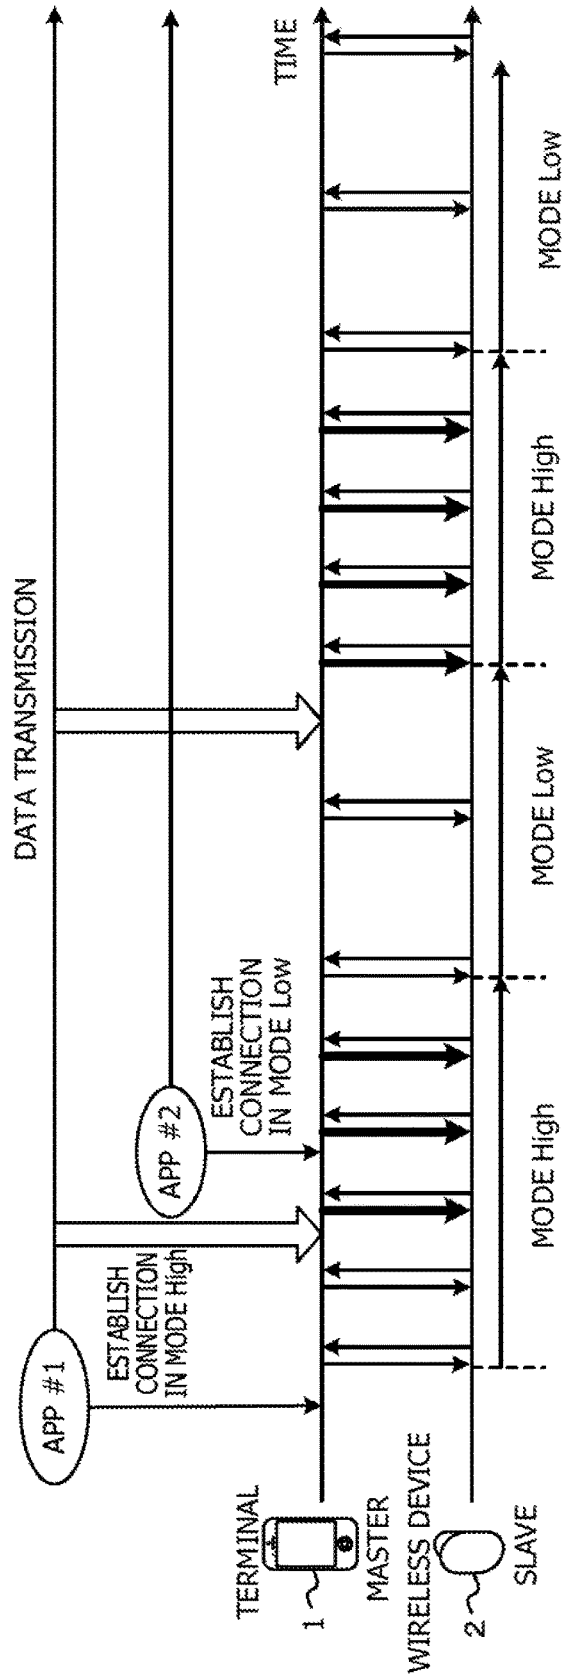 DATA TRANSMISSION
APP #1
ESTABLISH
CONNECTION
IN MODE High
APP #2
ESTABLISH
CONNECTION
IN MODE Low
TIME
TERMINAL
1
MASTER
WIRELESS DEVICE
2
SLAVE
MODE High
MODE Low
MODE High
MODE Low